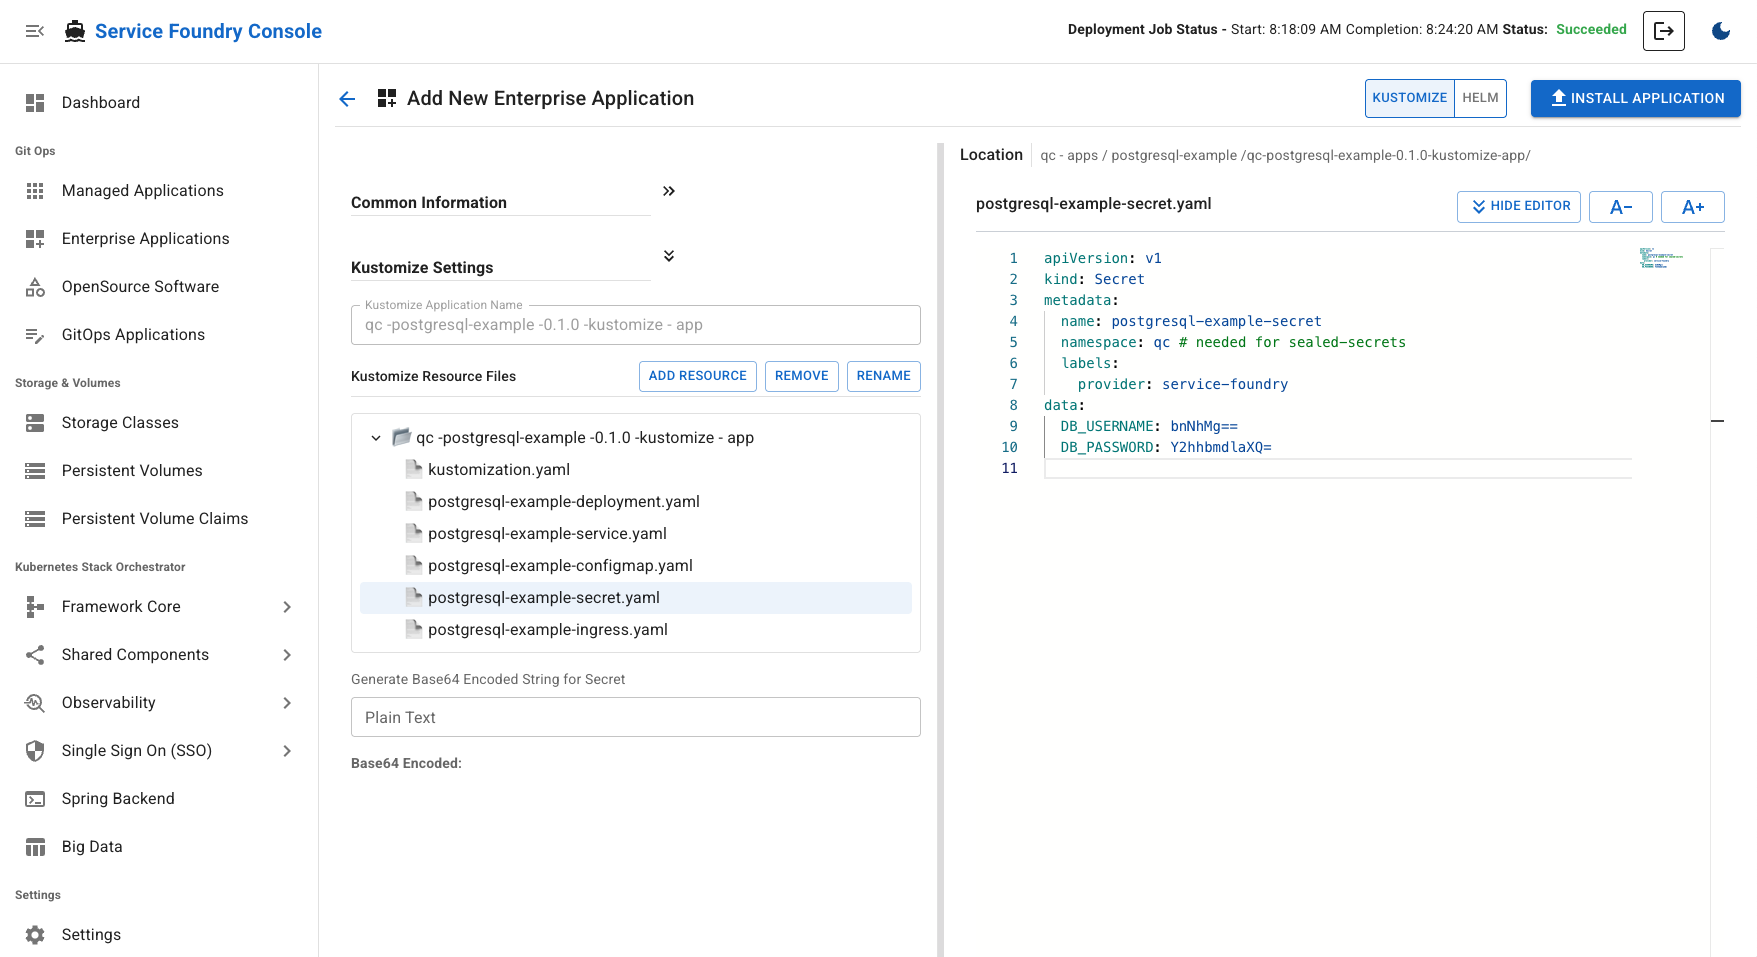 Service Foundry Console
Deployment Job Status - Start: 8:18:09 AM Completion: 8:24:20 AM Status: Succeeded
Dashboard
Git Ops
Managed Applications
Enterprise Applications
OpenSource Software
GitOps Applications
Storage & Volumes
Storage Classes
Persistent Volumes
Persistent Volume Claims
Kubernetes Stack Orchestrator
Framework Core
Shared Components
Observability
Single Sign On (SSO)
Spring Backend
Big Data
Settings
Settings
Add New Enterprise Application
KUSTOMIZE
HELM
INSTALL APPLICATION
Common Information
Kustomize Settings
Kustomize Application Name
qc -postgresql-example -0.1.0 -kustomize - app
Kustomize Resource Files
ADD RESOURCE
REMOVE
RENAME
qc -postgresql-example -0.1.0 -kustomize - app
kustomization.yaml
postgresql-example-deployment.yaml
postgresql-example-service.yaml
postgresql-example-configmap.yaml
postgresql-example-secret.yaml
postgresql-example-ingress.yaml
Generate Base64 Encoded String for Secret
Plain Text
Base64 Encoded:
Location
qc - apps / postgresql-example /qc-postgresql-example-0.1.0-kustomize-app/
postgresql-example-secret.yaml
HIDE EDITOR
A-
A+
1 apiVersion: v1
2 kind: Secret
3 metadata:
4 name: postgresql-example-secret
5 namespace: qc # needed for sealed-secrets
6 labels:
7 provider: service-foundry
8 data:
9 DB_USERNAME: bnNhMg==
10 DB_PASSWORD: Y2hhbmdlaXQ=
11